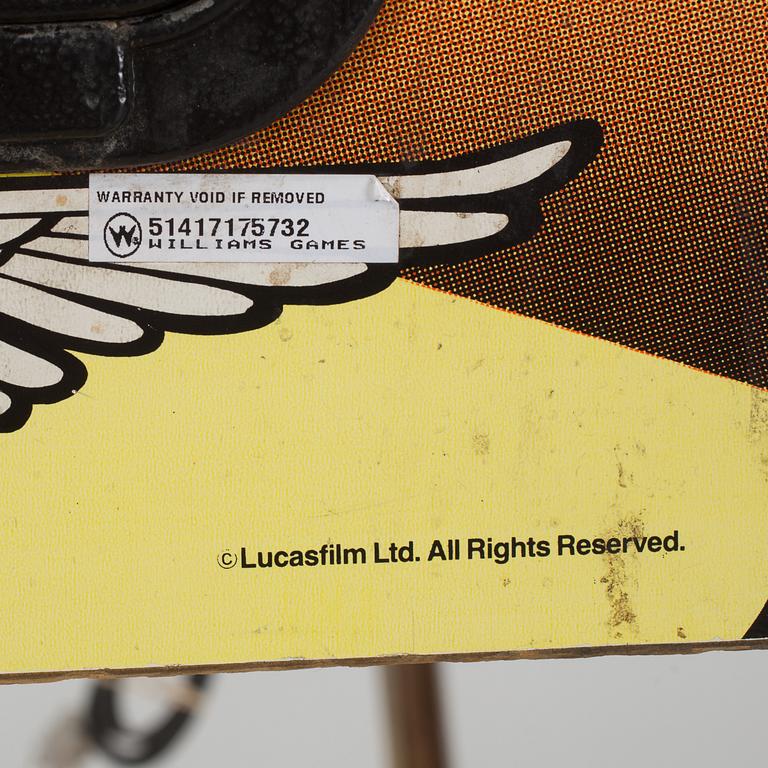 WARRANTY VOID IF REMOVED
51417175732
WILLIAMS GAMES
©Lucasfilm Ltd. All Rights Reserved.